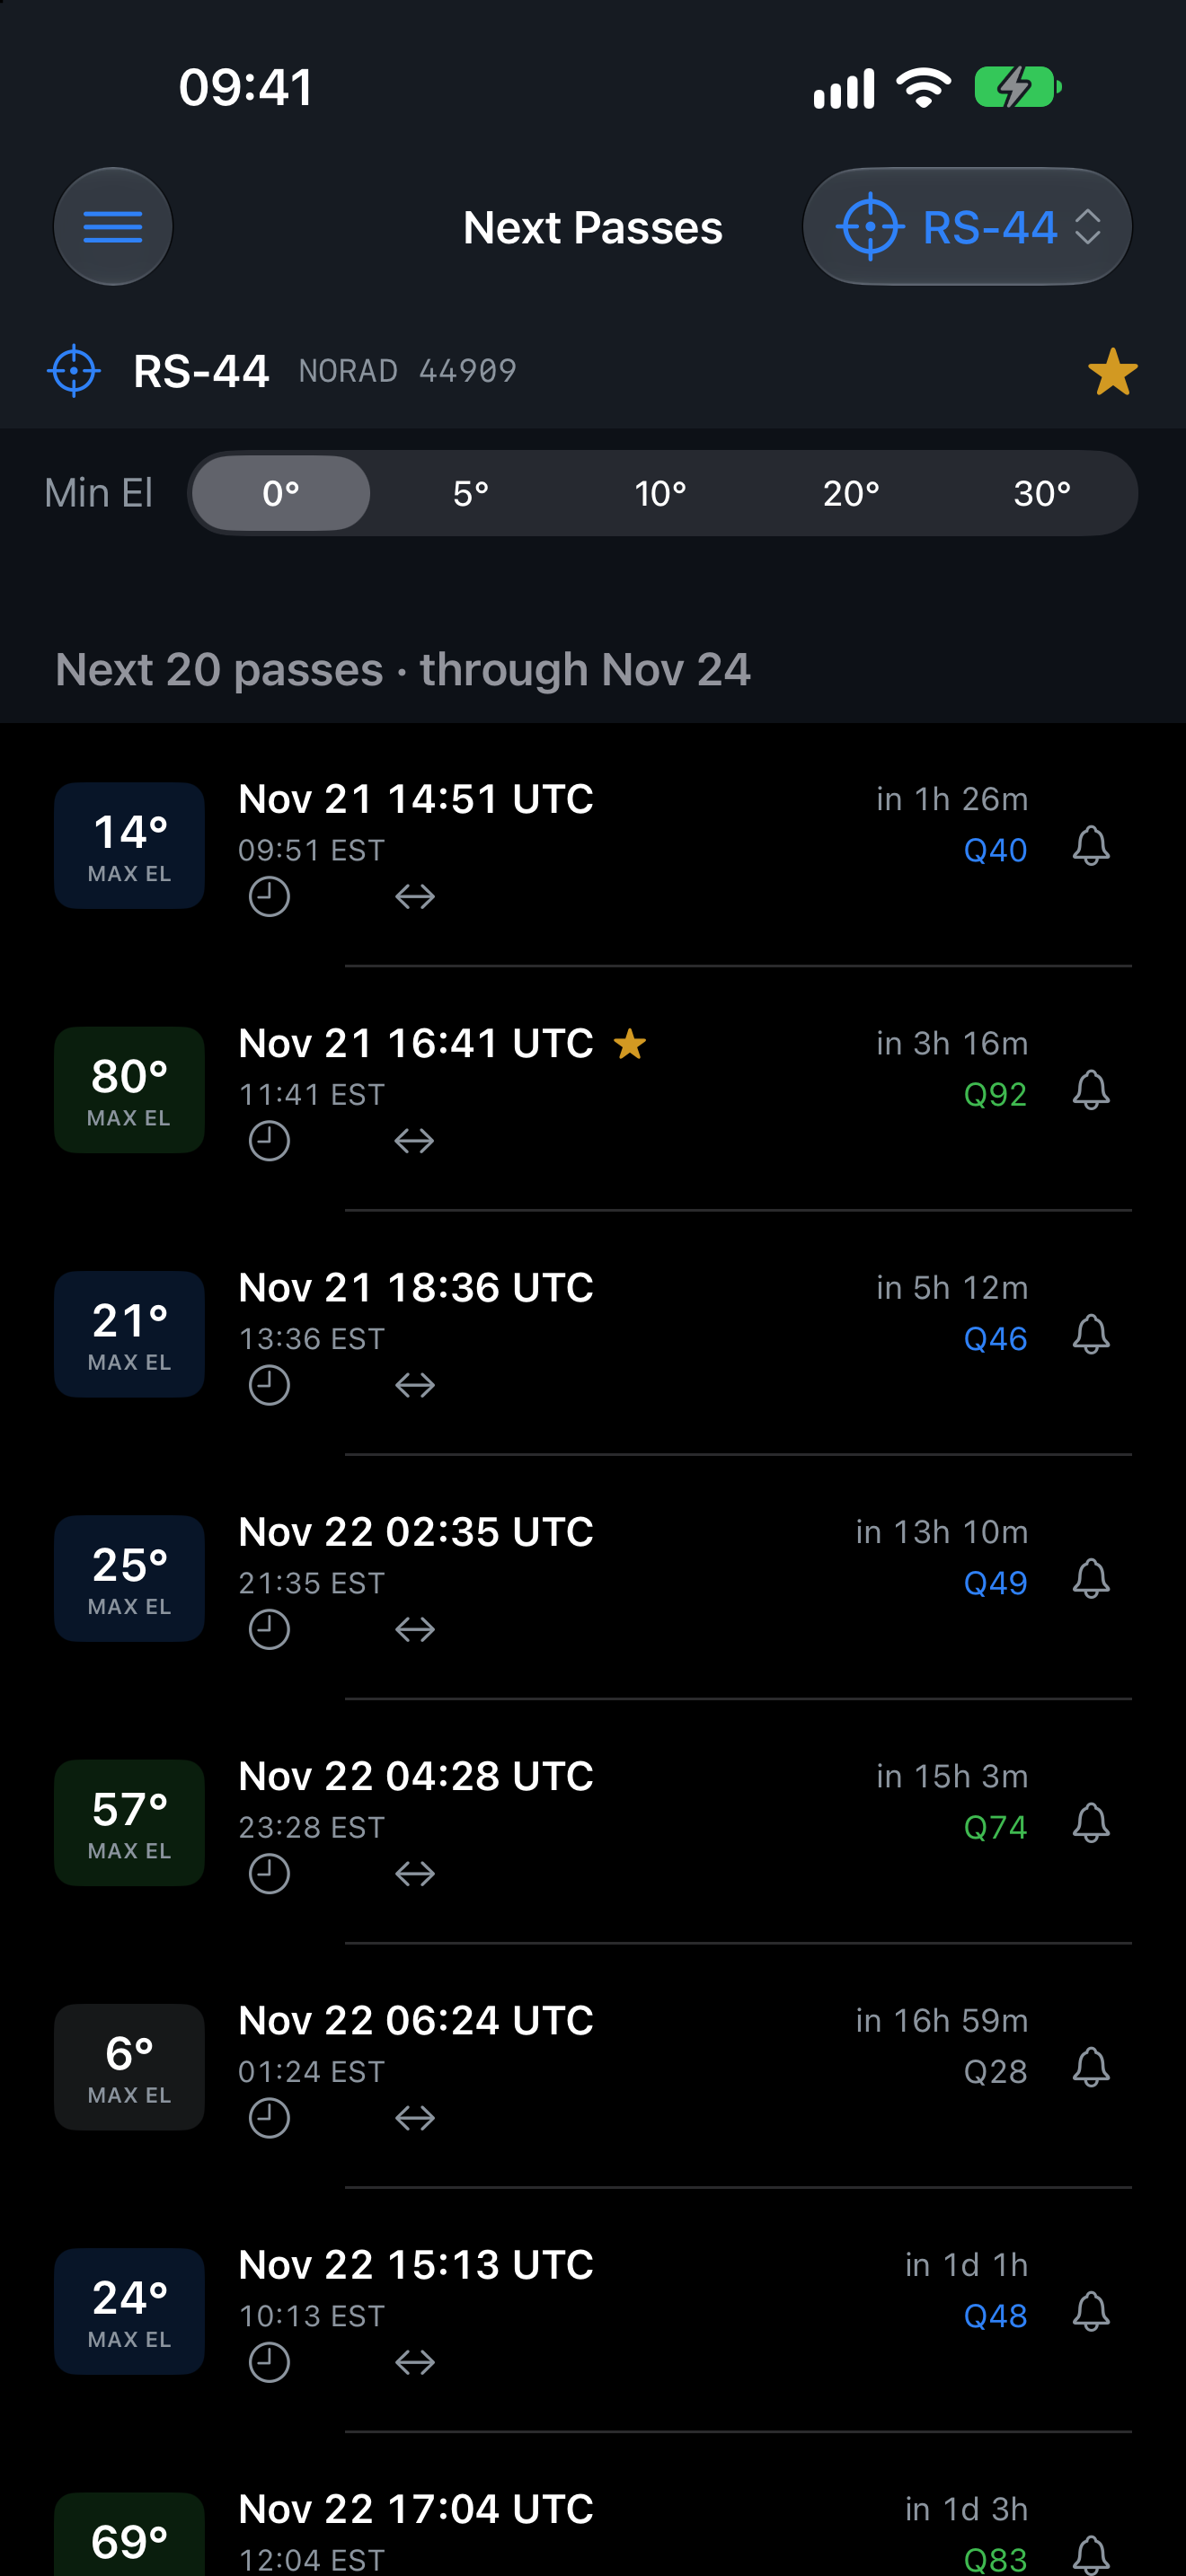 09:41
Next Passes
RS-44
RS-44 NORAD 44909
Min El 0° 5° 10° 20° 30°
Next 20 passes · through Nov 24
14°
MAX EL
Nov 21 14:51 UTC
09:51 EST
in 1h 26m
Q40
80°
MAX EL
Nov 21 16:41 UTC
11:41 EST
in 3h 16m
Q92
21°
MAX EL
Nov 21 18:36 UTC
13:36 EST
in 5h 12m
Q46
25°
MAX EL
Nov 22 02:35 UTC
21:35 EST
in 13h 10m
Q49
57°
MAX EL
Nov 22 04:28 UTC
23:28 EST
in 15h 3m
Q74
6°
MAX EL
Nov 22 06:24 UTC
01:24 EST
in 16h 59m
Q28
24°
MAX EL
Nov 22 15:13 UTC
10:13 EST
in 1d 1h
Q48
69°
Nov 22 17:04 UTC
12:04 EST
in 1d 3h
Q83